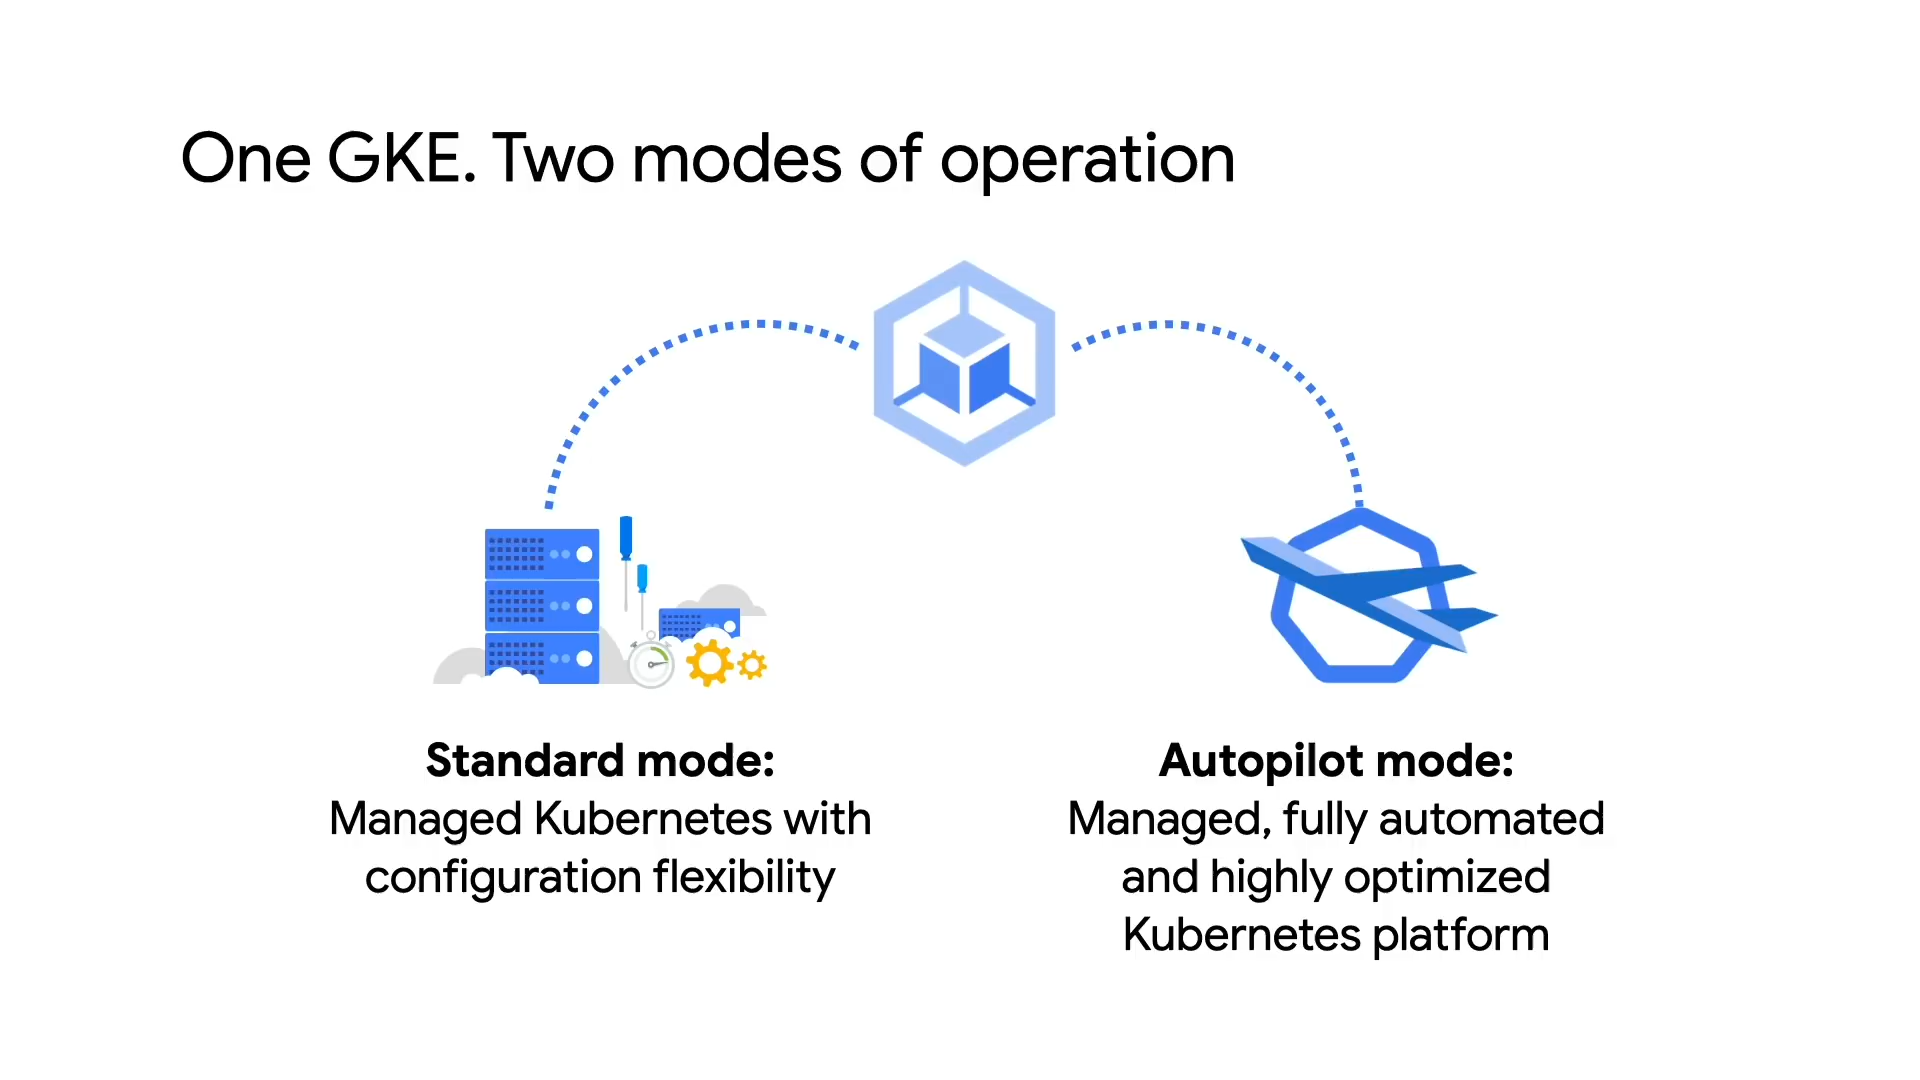 One GKE. Two modes of operation
Standard mode:
Managed Kubernetes with
configuration flexibility
Autopilot mode:
Managed, fully automated
and highly optimized
Kubernetes platform